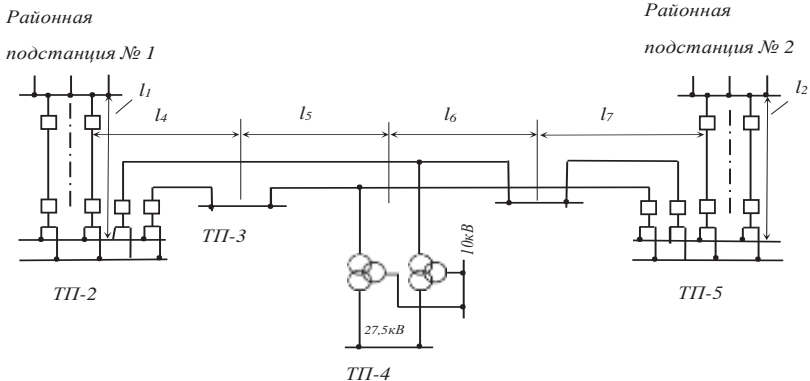 Районная
подстанция № 1
Районная
подстанция № 2
l1
l2
l4
l5
l6
l7
ТП-3
10кВ
ТП-2
ТП-5
27,5кВ
ТП-4